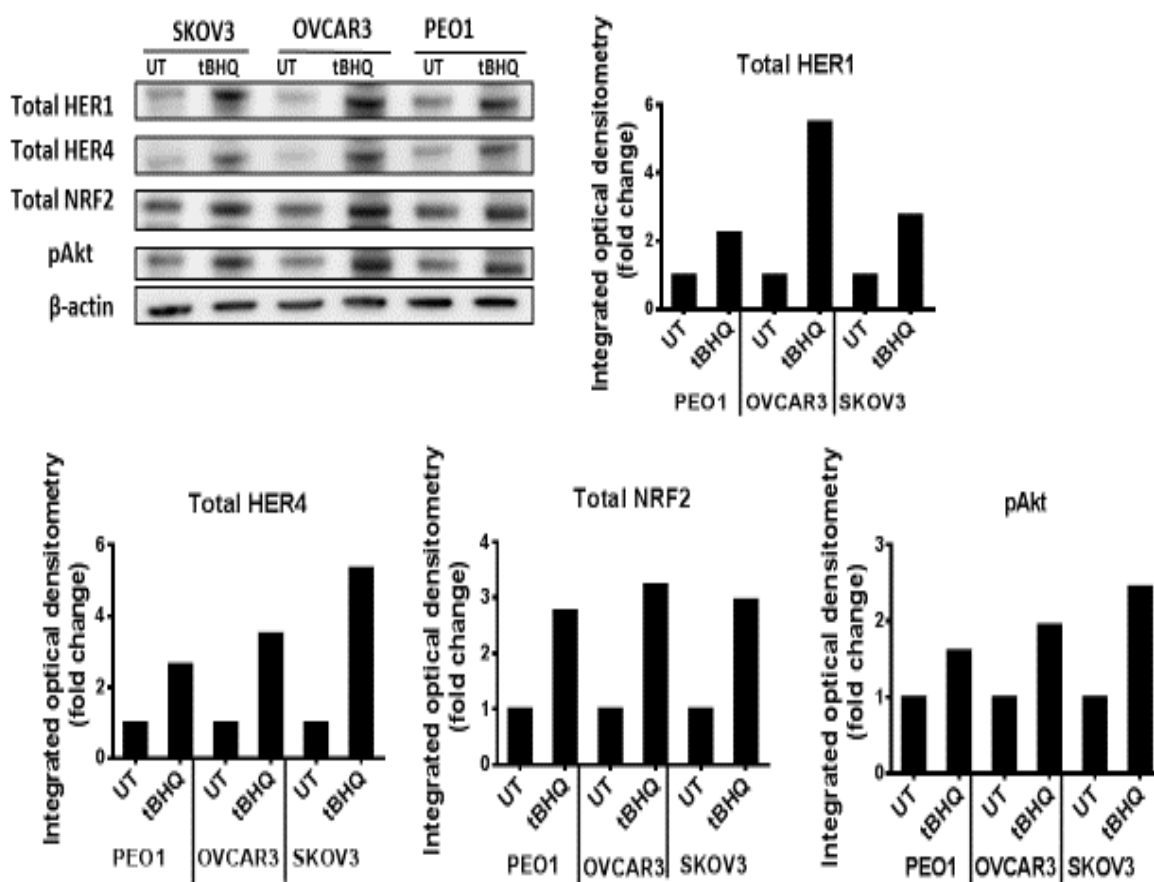 SKOV3 OVCAR3 PEO1
UT tBHQ UT tBHQ UT tBHQ
Total HER1
Total HER4
Total NRF2
pAkt
β-actin
Total HER1
Integrated optical densitometry
(fold change)
6
4
2
0
UT tBHQ UT tBHQ UT tBHQ
PEO1 OVCAR3 SKOV3
Total HER4
Integrated optical densitometry
(fold change)
6
4
2
0
UT tBHQ UT tBHQ UT tBHQ
PEO1 OVCAR3 SKOV3
Total NRF2
Integrated optical densitometry
(fold change)
4
3
2
1
0
UT tBHQ UT tBHQ UT tBHQ
PEO1 OVCAR3 SKOV3
pAkt
Integrated optical densitometry
(fold change)
3
2
1
0
UT tBHQ UT tBHQ UT tBHQ
PEO1 OVCAR3 SKOV3